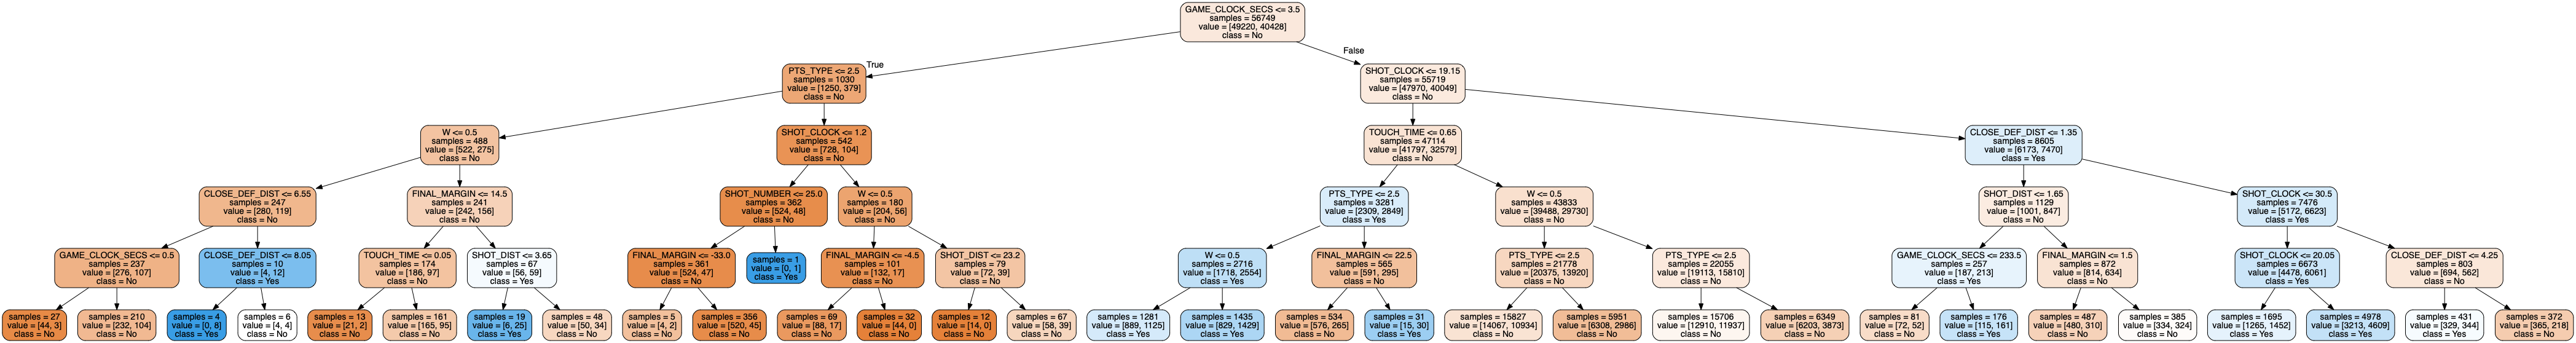 GAME_CLOCK_SECS <= 3.5
samples = 56749
value = [49220, 40428]
class = No
True
False
PTS_TYPE <= 2.5
samples = 1030
value = [1250, 379]
class = No
SHOT_CLOCK <= 19.15
samples = 55719
value = [47970, 40049]
class = No
W <= 0.5
samples = 488
value = [522, 275]
class = No
SHOT_CLOCK <= 1.2
samples = 542
value = [728, 104]
class = No
TOUCH_TIME <= 0.65
samples = 47114
value = [41797, 32579]
class = No
CLOSE_DEF_DIST <= 1.35
samples = 8605
value = [6173, 7470]
class = Yes
CLOSE_DEF_DIST <= 6.55
samples = 247
value = [280, 119]
class = No
FINAL_MARGIN <= 14.5
samples = 241
value = [242, 156]
class = No
SHOT_NUMBER <= 25.0
samples = 362
value = [524, 48]
class = No
W <= 0.5
samples = 180
value = [204, 56]
class = No
PTS_TYPE <= 2.5
samples = 3281
value = [2309, 2849]
class = Yes
W <= 0.5
samples = 43833
value = [39488, 29730]
class = No
SHOT_DIST <= 1.65
samples = 1129
value = [1001, 847]
class = No
SHOT_CLOCK <= 30.5
samples = 7476
value = [5172, 6623]
class = Yes
GAME_CLOCK_SECS <= 0.5
samples = 237
value = [276, 107]
class = No
CLOSE_DEF_DIST <= 8.05
samples = 10
value = [4, 12]
class = Yes
TOUCH_TIME <= 0.05
samples = 174
value = [186, 97]
class = No
SHOT_DIST <= 3.65
samples = 67
value = [56, 59]
class = Yes
FINAL_MARGIN <= -33.0
samples = 361
value = [524, 47]
class = No
samples = 1
value = [0, 1]
class = Yes
FINAL_MARGIN <= -4.5
samples = 101
value = [132, 17]
class = No
SHOT_DIST <= 23.2
samples = 79
value = [72, 39]
class = No
W <= 0.5
samples = 2716
value = [1718, 2554]
class = Yes
FINAL_MARGIN <= 22.5
samples = 565
value = [591, 295]
class = No
PTS_TYPE <= 2.5
samples = 21778
value = [20375, 13920]
class = No
PTS_TYPE <= 2.5
samples = 22055
value = [19113, 15810]
class = No
GAME_CLOCK_SECS <= 233.5
samples = 257
value = [187, 213]
class = Yes
FINAL_MARGIN <= 1.5
samples = 872
value = [814, 634]
class = No
SHOT_CLOCK <= 20.05
samples = 6673
value = [4478, 6061]
class = Yes
CLOSE_DEF_DIST <= 4.25
samples = 803
value = [694, 562]
class = No
samples = 27
value = [44, 3]
class = No
samples = 210
value = [232, 104]
class = No
samples = 4
value = [0, 8]
class = Yes
samples = 6
value = [4, 4]
class = No
samples = 13
value = [21, 2]
class = No
samples = 161
value = [165, 95]
class = No
samples = 19
value = [6, 25]
class = Yes
samples = 48
value = [50, 34]
class = No
samples = 5
value = [4, 2]
class = No
samples = 356
value = [520, 45]
class = No
samples = 69
value = [88, 17]
class = No
samples = 32
value = [44, 0]
class = No
samples = 12
value = [14, 0]
class = No
samples = 67
value = [58, 39]
class = No
samples = 1281
value = [889, 1125]
class = Yes
samples = 1435
value = [829, 1429]
class = Yes
samples = 534
value = [576, 265]
class = No
samples = 31
value = [15, 30]
class = Yes
samples = 15827
value = [14067, 10934]
class = No
samples = 5951
value = [6308, 2986]
class = No
samples = 15706
value = [12910, 11937]
class = No
samples = 6349
value = [6203, 3873]
class = No
samples = 81
value = [72, 52]
class = No
samples = 176
value = [115, 161]
class = Yes
samples = 487
value = [480, 310]
class = No
samples = 385
value = [334, 324]
class = No
samples = 1695
value = [1265, 1452]
class = Yes
samples = 4978
value = [3213, 4609]
class = Yes
samples = 431
value = [329, 344]
class = Yes
samples = 372
value = [365, 218]
class = No